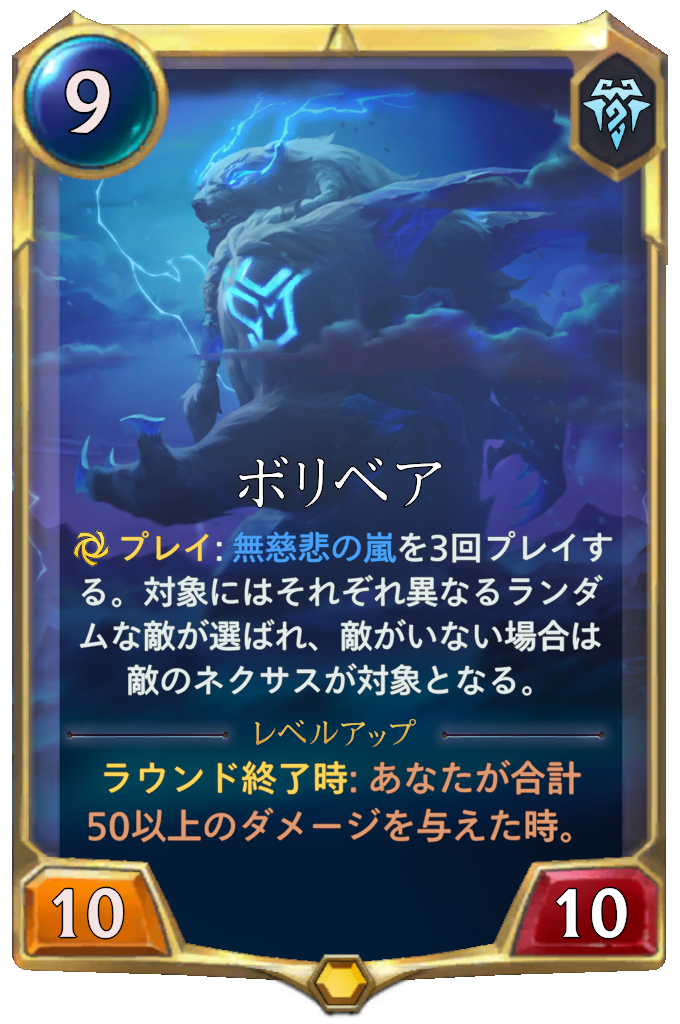 9
ボリベア
プレイ: 無慈悲の嵐を3回プレイす
る。対象にはそれぞれ異なるランダ
ムな敵が選ばれ、敵がいない場合は
敵のネクサスが対象となる。
レベルアップ
ラウンド終了時: あなたが合計
50以上のダメージを与えた時。
10
10